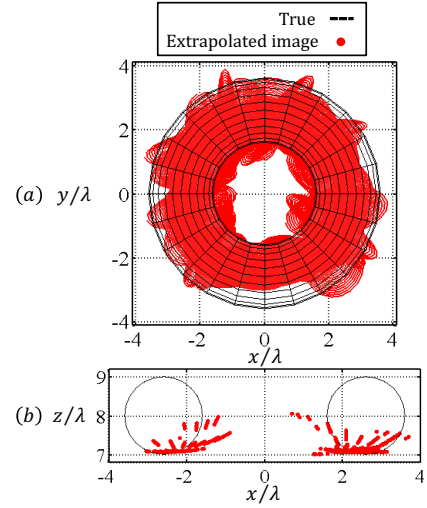 True
Extrapolated image
4
2
(a) y/λ 0
-2
-4
-4 -2 0 2 4
x/λ
9
(b) z/λ 8
7
-4 -2 0 2 4
x/λ